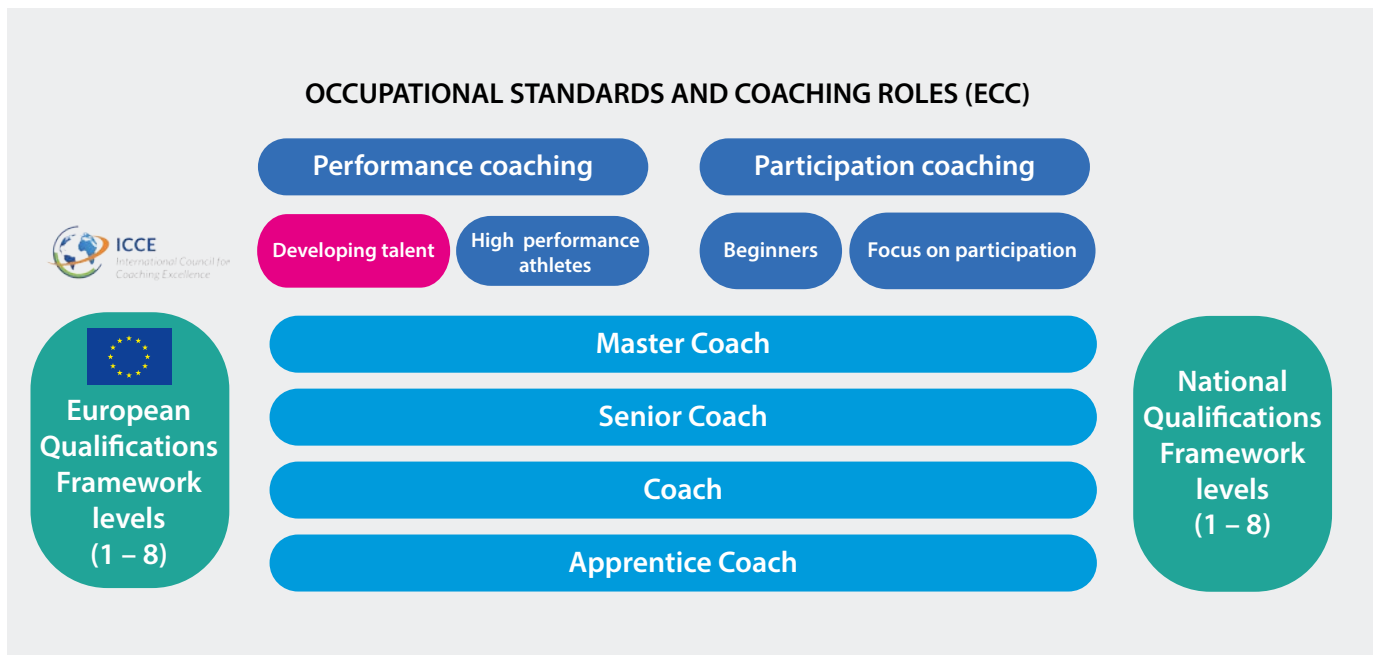 OCCUPATIONAL STANDARDS AND COACHING ROLES (ECC)
Performance coaching
Participation coaching
ICCE
International Council for
Coaching Excellence
Developing talent
High performance
athletes
Beginners
Focus on participation
European
Qualifications
Framework
levels
(1 – 8)
Master Coach
Senior Coach
Coach
Apprentice Coach
National
Qualifications
Framework
levels
(1 – 8)